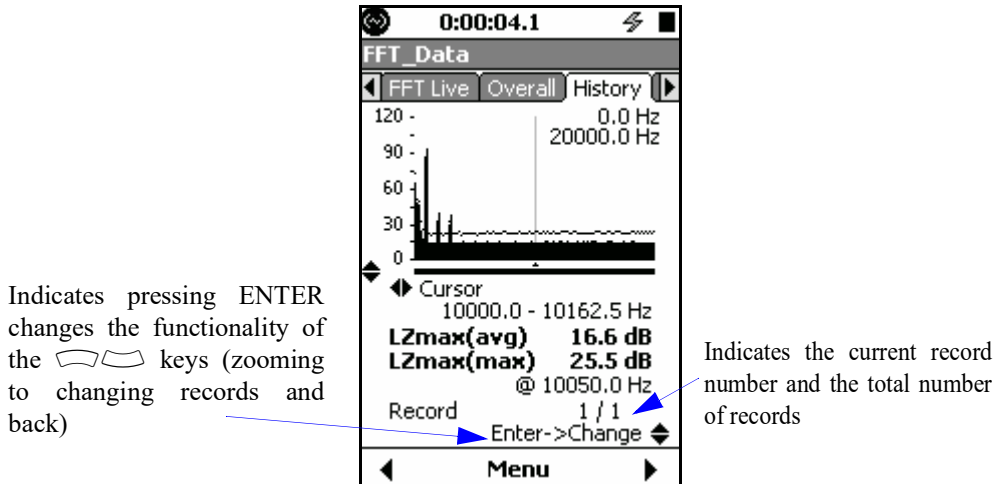 0:00:04.1
FFT_Data
FFT Live Overall History
120
0.0 Hz
20000.0 Hz
90
60
30
0
Cursor
10000.0 - 10162.5 Hz
LZmax(avg) 16.6 dB
LZmax(max) 25.5 dB
@ 10050.0 Hz
Record 1 / 1
Enter->Change
Menu
Indicates pressing ENTER
changes the functionality of
the keys (zooming
to changing records and
back)
Indicates the current record
number and the total number
of records